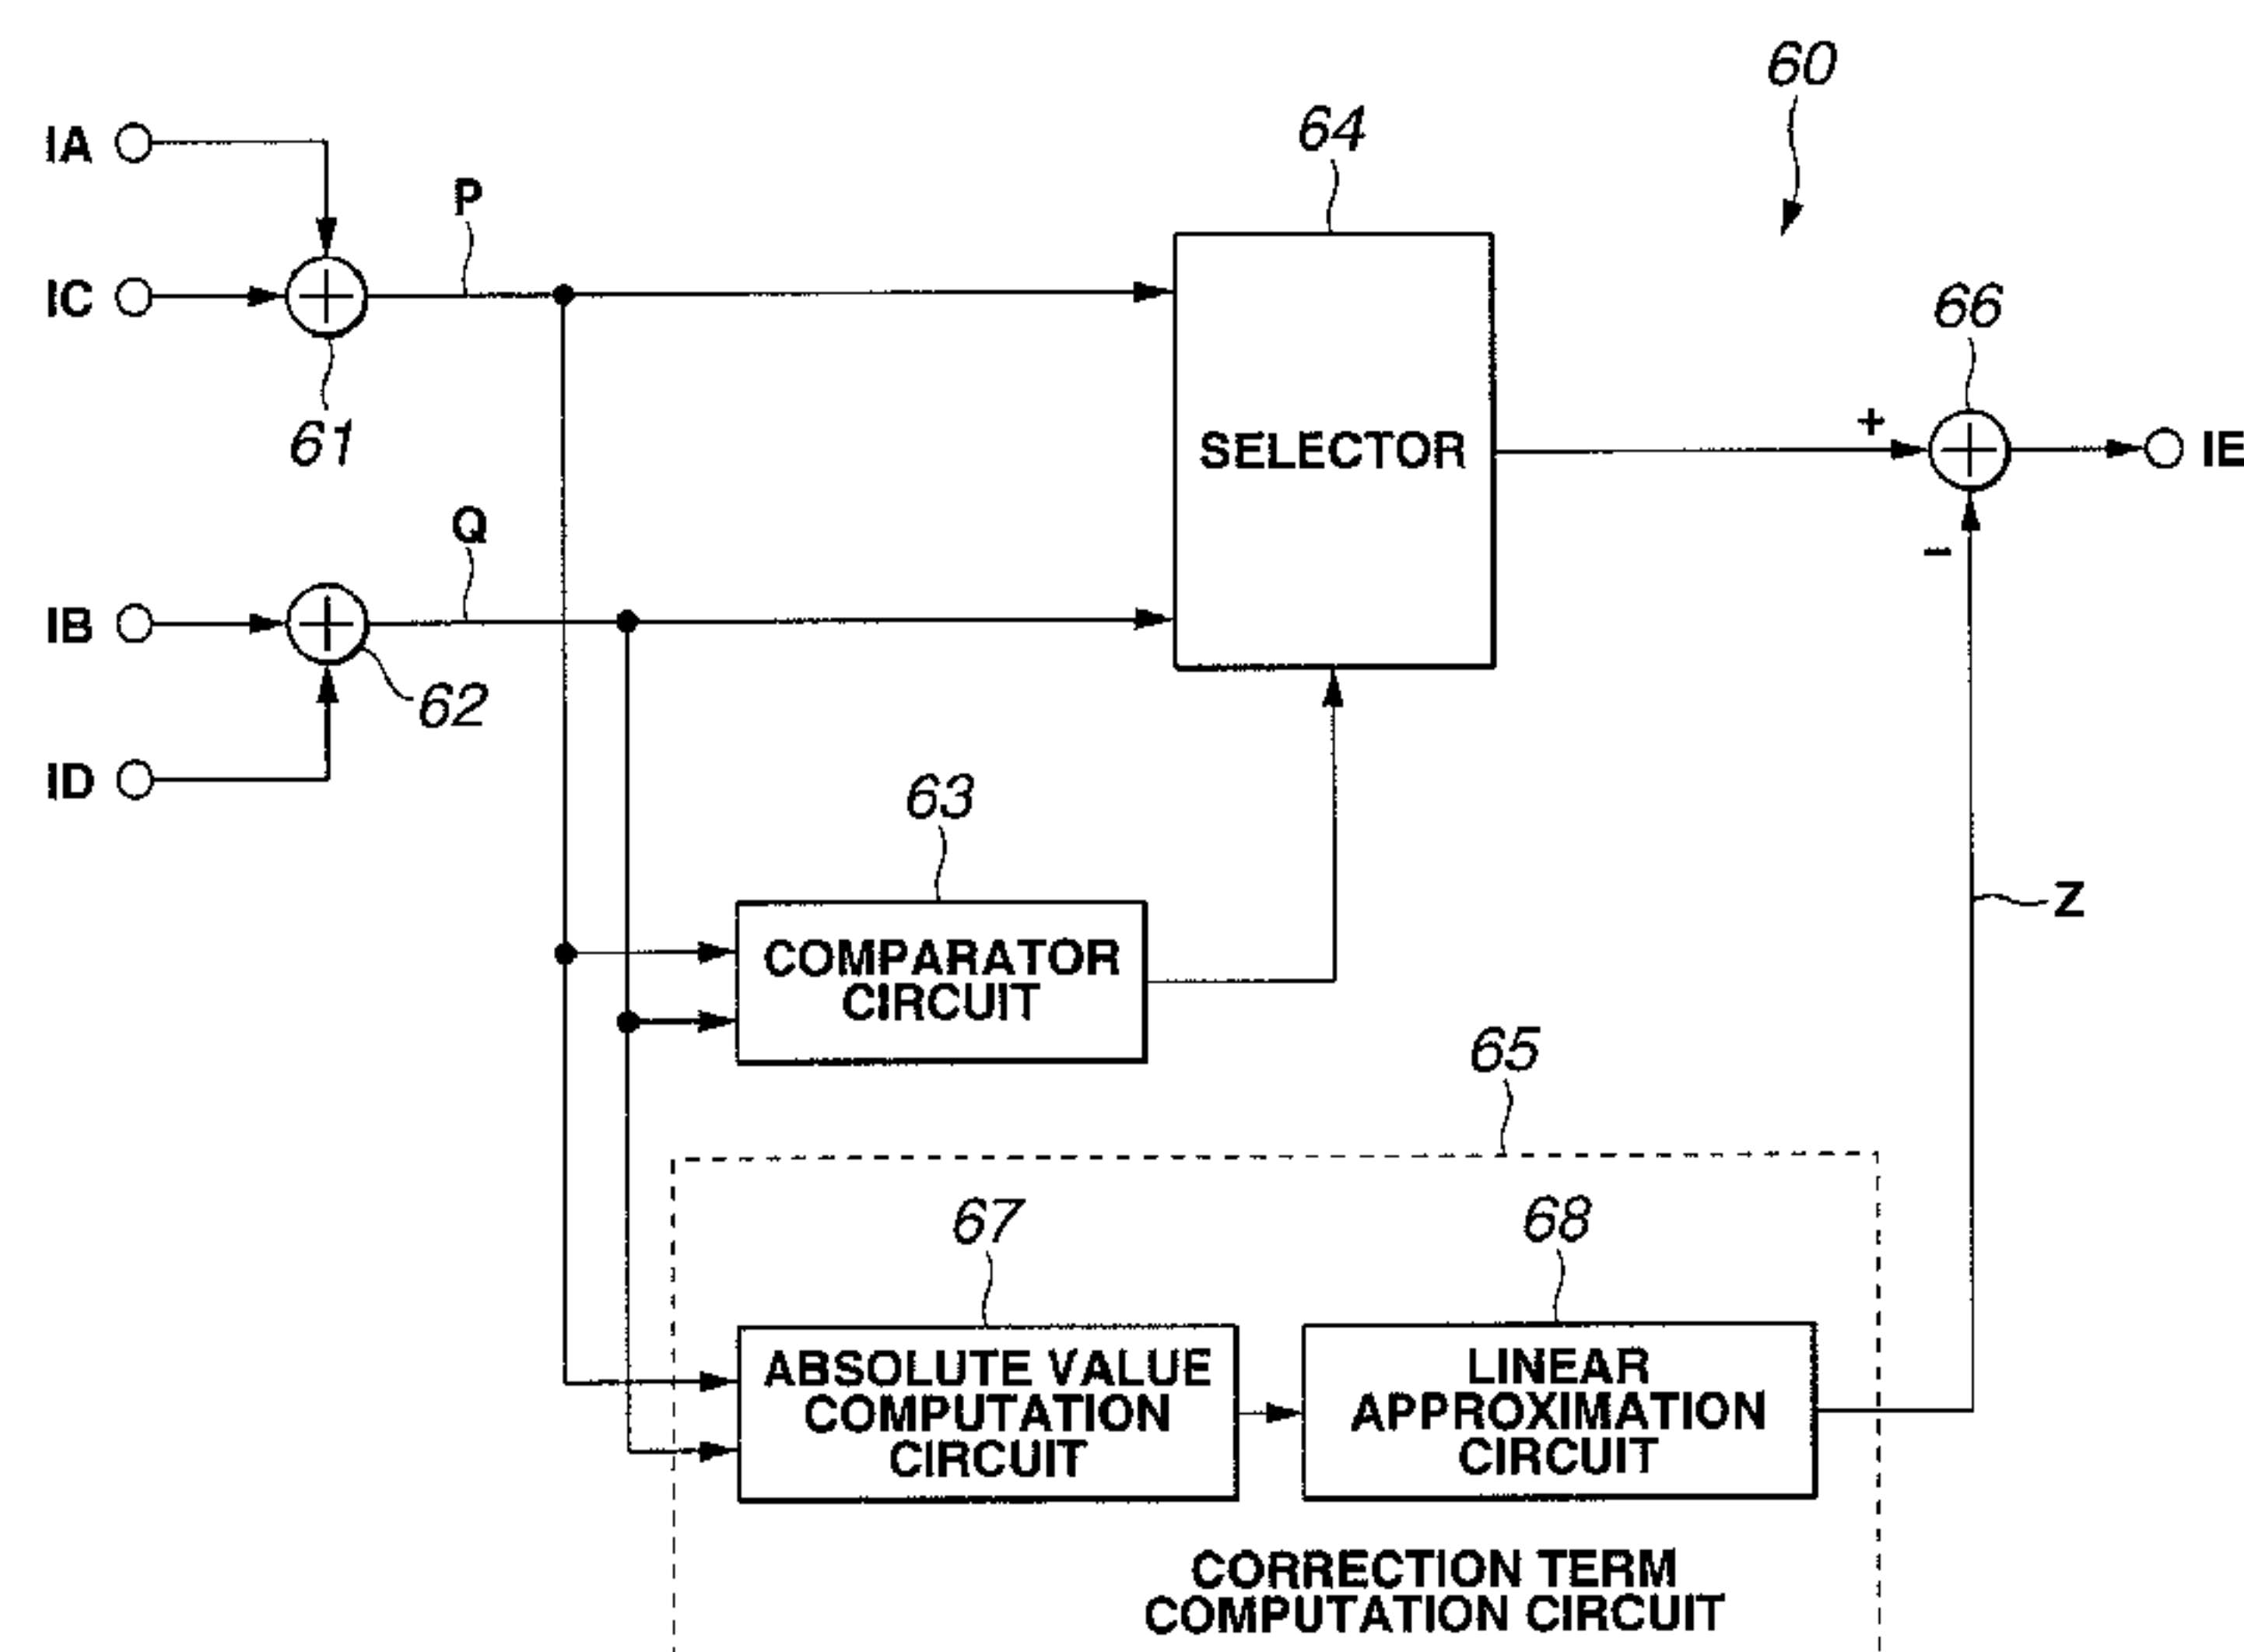 60
64
IA
P
IC
66
61
SELECTOR
+
IE
Q
−
IB
62
ID
63
Z
COMPARATOR
CIRCUIT
65
67
68
ABSOLUTE VALUE
COMPUTATION
CIRCUIT
LINEAR
APPROXIMATION
CIRCUIT
CORRECTION TERM
COMPUTATION CIRCUIT